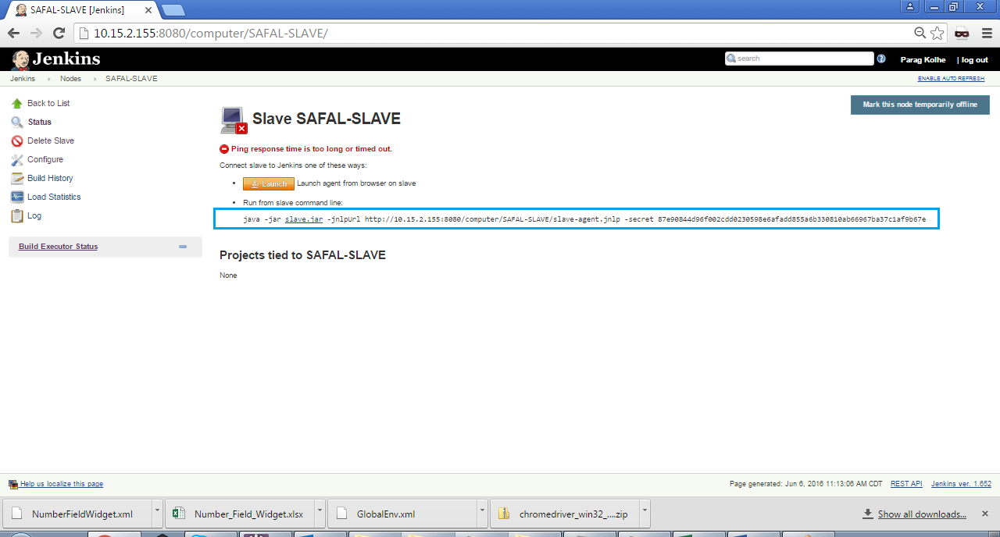 SAFAL-SLAVE [Jenkins]
10.15.2.155:8080/computer/SAFAL-SLAVE/
Jenkins
search
Parag Kolhe | log out
Jenkins Nodes SAFAL-SLAVE
ENABLE AUTO REFRESH
Back to List
Status
Delete Slave
Configure
Build History
Load Statistics
Log
Build Executor Status
Mark this node temporarily offline
Slave SAFAL-SLAVE
Ping response time is too long or timed out.
Connect slave to Jenkins one of these ways:
Launch Launch agent from browser on slave
Run from slave command line:
java -jar slave.jar -jnlpUrl http://10.15.2.155:8080/computer/SAFAL-SLAVE/slave-agent.jnlp -secret 87e90844d96f002cdd0230598e6afadd855a6b330810ab66967ba37c1af9b67e
Projects tied to SAFAL-SLAVE
None
Help us localize this page
Page generated: Jun 6, 2016 11:13:06 AM CDT REST API Jenkins ver. 1.652
NumberFieldWidget.xml Number_Field_Widget.xlsx GlobalEnv.xml chromedriver_win32_....zip Show all downloads...